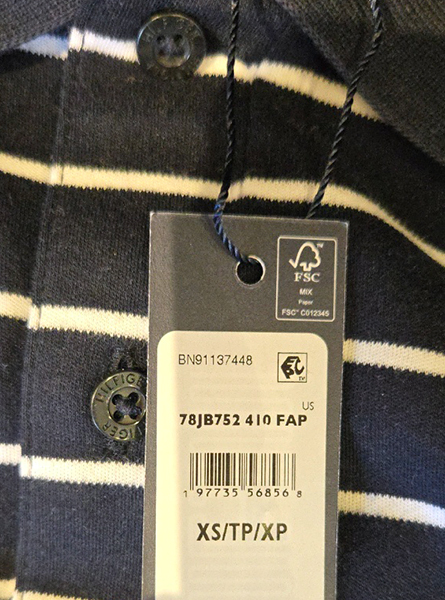 FSC
MIX
Paper
FSC® C012345
BN91137448
US
78JB752 410 FAP
1 97735 56856 8
XS/TP/XP
HILFIGER